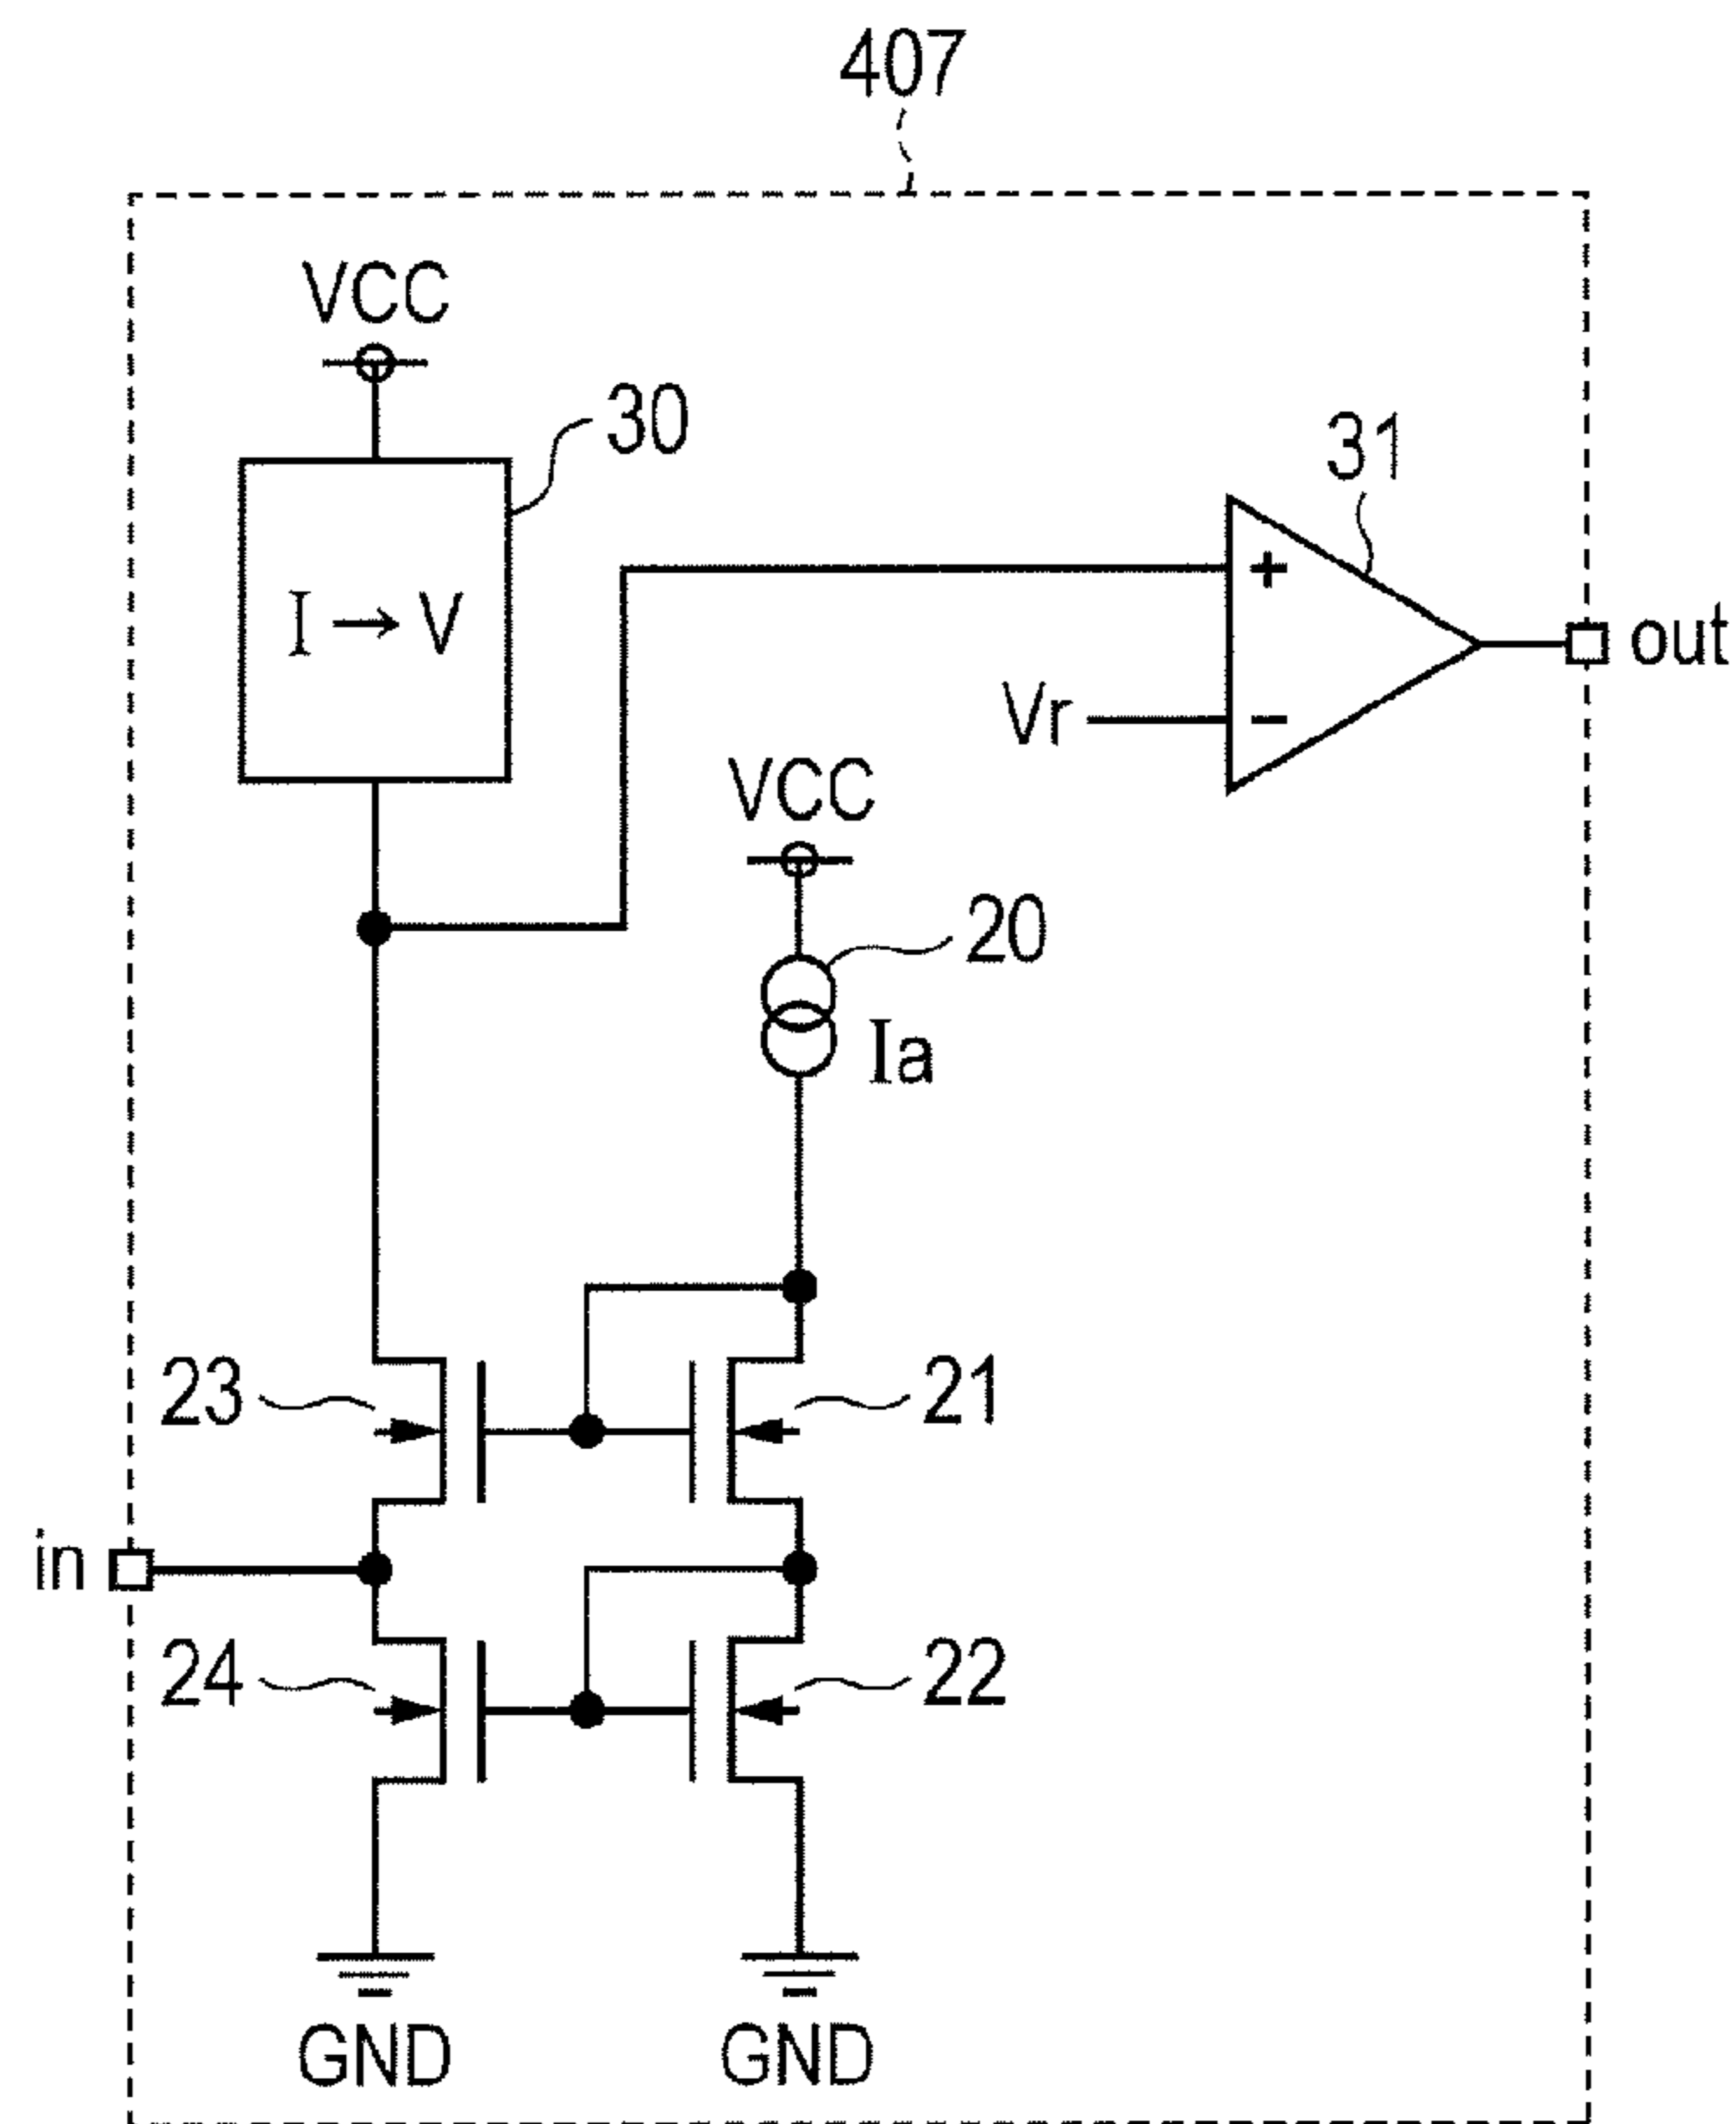 407
VCC
30
31
I → V
+
out
Vr
−
VCC
20
Ia
23
21
in
24
22
GND
GND